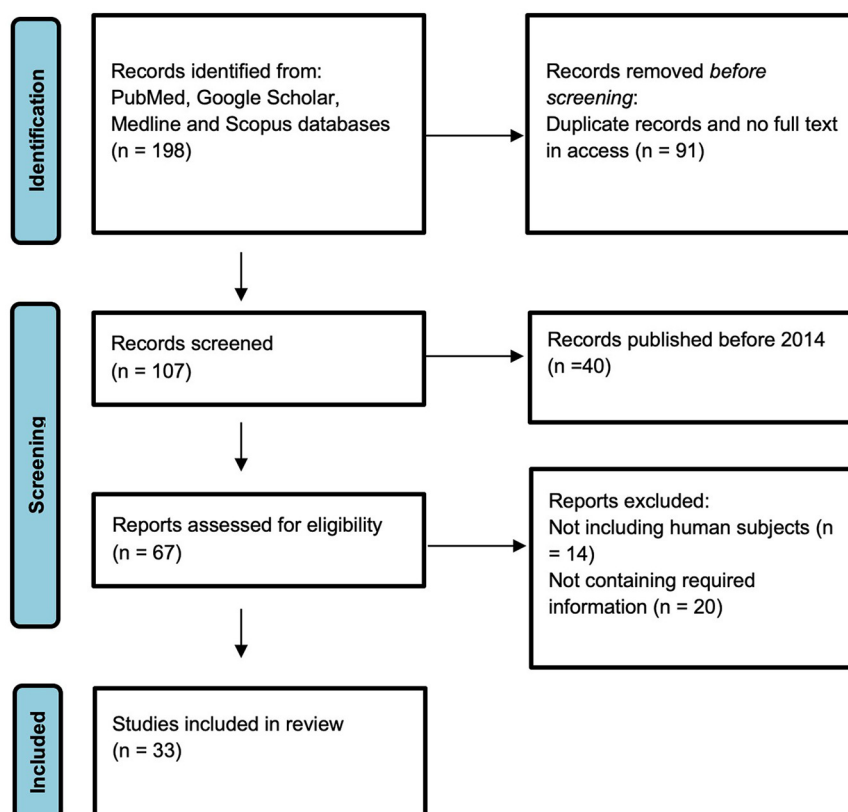 Identification
Records identified from:
PubMed, Google Scholar,
Medline and Scopus databases
(n = 198)
Records removed before
screening:
Duplicate records and no full text
in access (n = 91)
Screening
Records screened
(n = 107)
Records published before 2014
(n =40)
Reports assessed for eligibility
(n = 67)
Reports excluded:
Not including human subjects (n
= 14)
Not containing required
information (n = 20)
Included
Studies included in review
(n = 33)